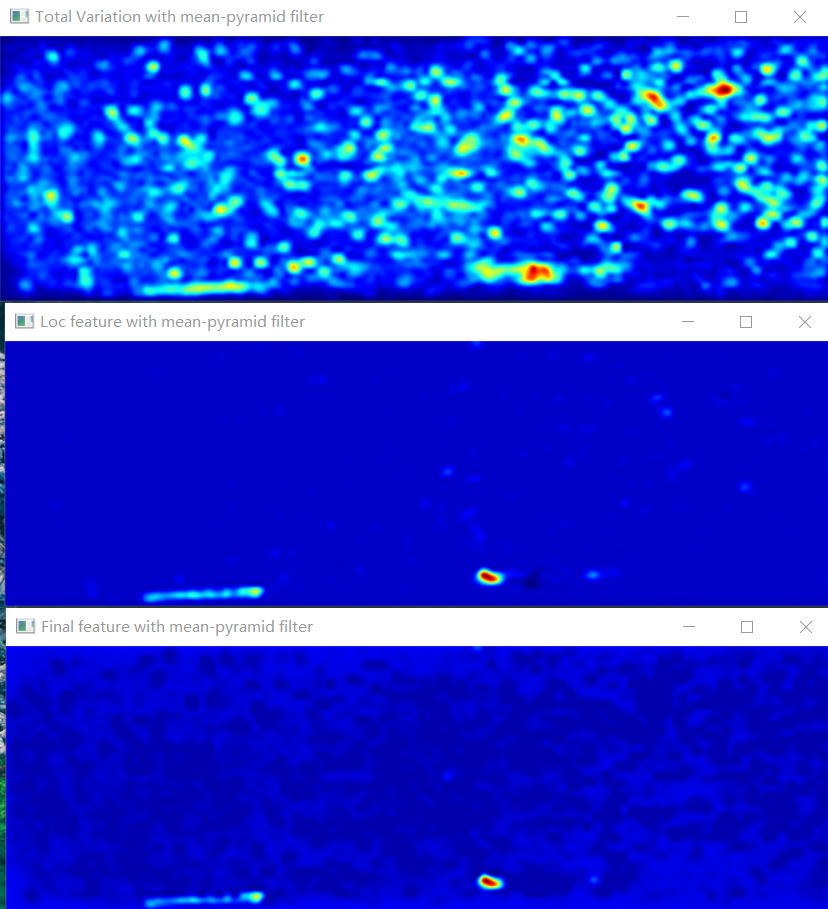 Total Variation with mean-pyramid filter
Loc feature with mean-pyramid filter
Final feature with mean-pyramid filter